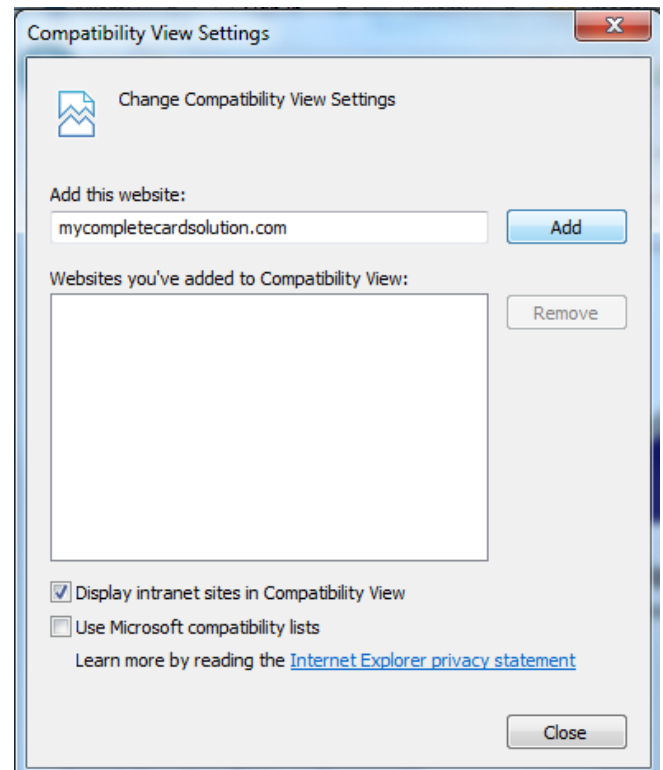 Compatibility View Settings
Change Compatibility View Settings
Add this website:
mycompletecardsolution.com
Add
Websites you've added to Compatibility View:
Remove
Display intranet sites in Compatibility View
Use Microsoft compatibility lists
Learn more by reading the Internet Explorer privacy statement
Close